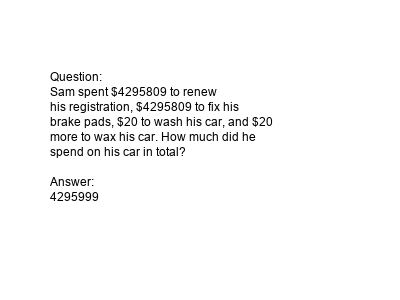 Question:
Sam spent $4295809 to renew
his registration, $4295809 to fix his
brake pads, $20 to wash his car, and $20
more to wax his car. How much did he
spend on his car in total?
Answer:
4295999